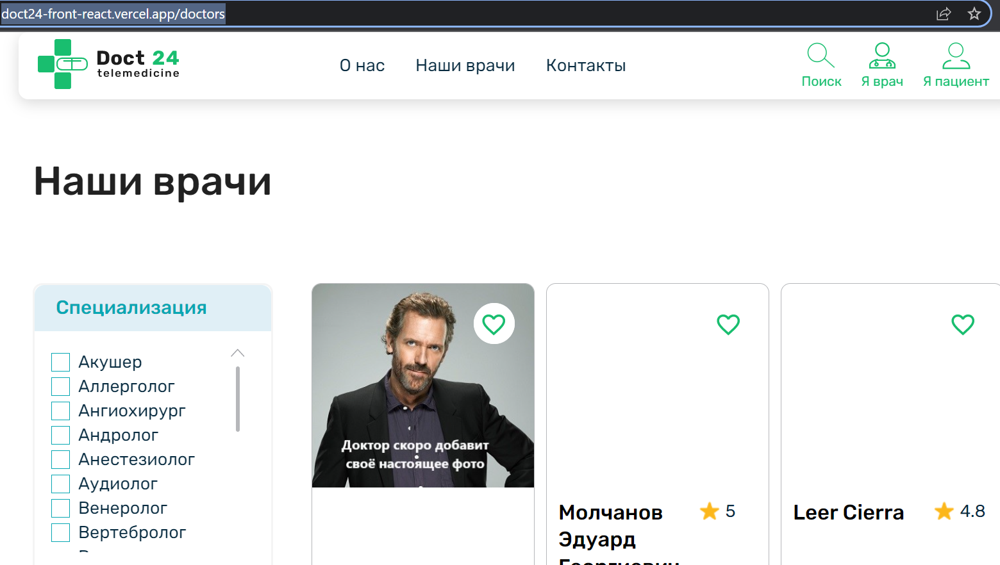 doct24-front-react.vercel.app/doctors
Doct 24
telemedicine
О нас
Наши врачи
Контакты
Поиск
Я врач
Я пациент
Наши врачи
Специализация
Акушер
Аллерголог
Ангиохирург
Андролог
Анестезиолог
Аудиолог
Венеролог
Вертебролог
Доктор скоро добавит
своё настоящее фото
Молчанов
Эдуард
Георгиевич
5
Leer Cierra
4.8